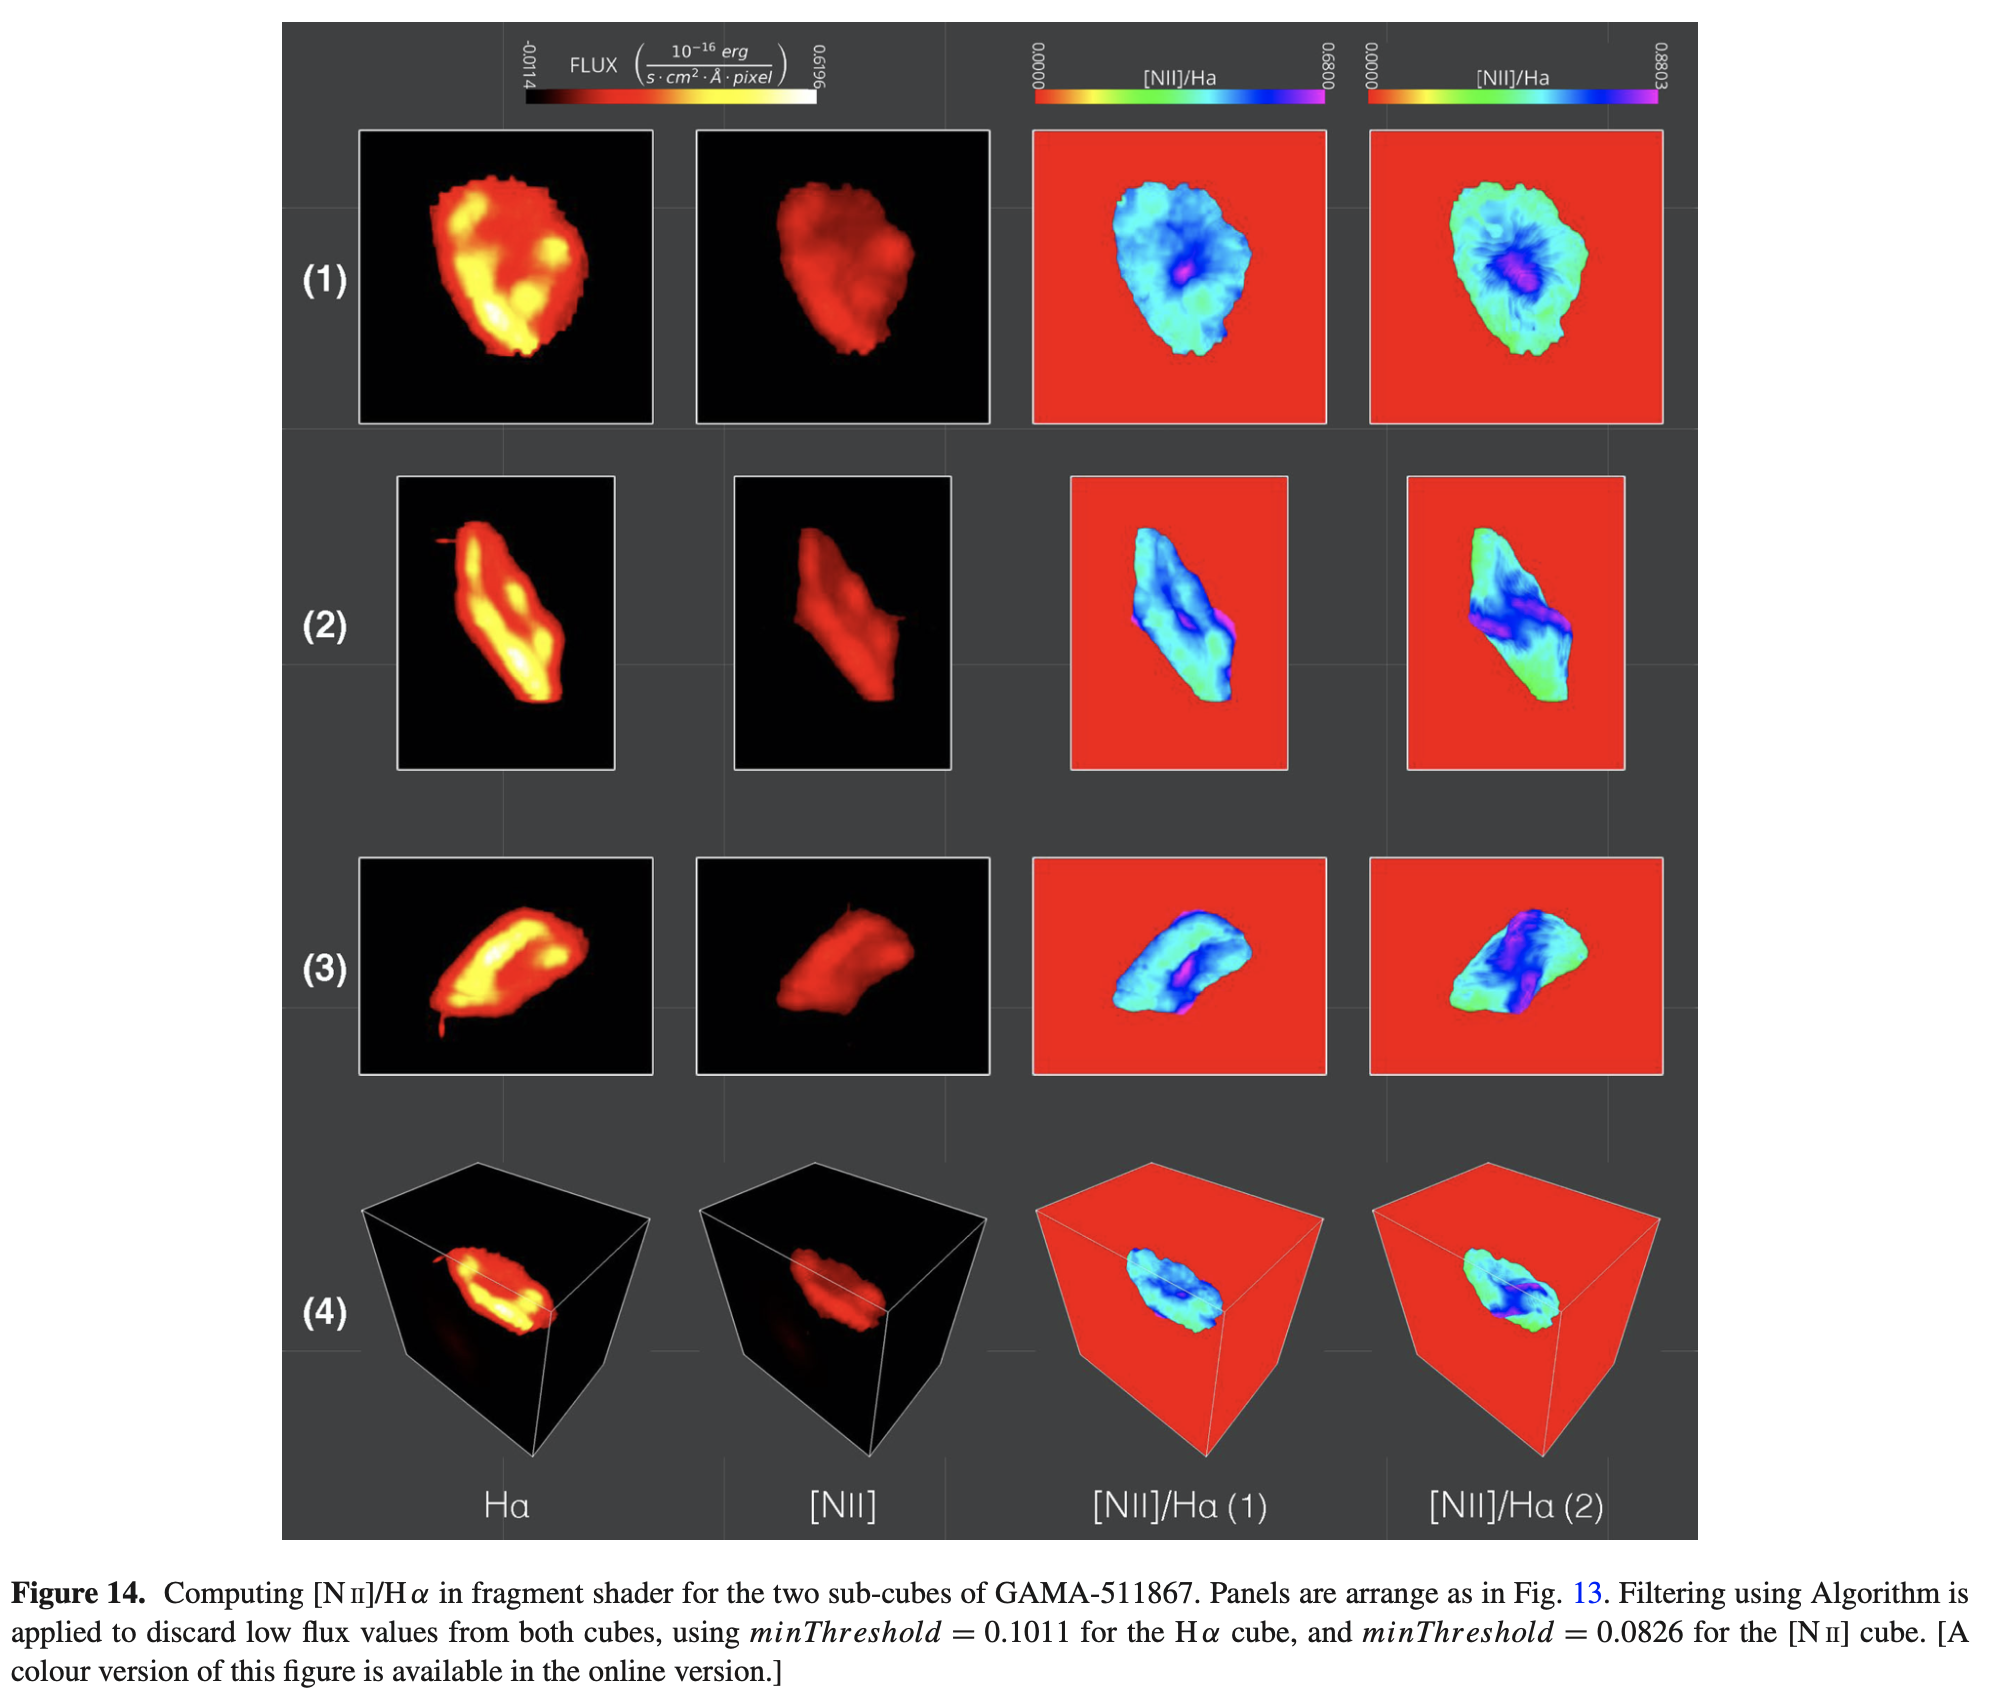 -0.0114
FLUX (10⁻¹⁶ erg / s·cm²·Å·pixel)
0.6196
0.00000
[NII]/Ha
0.6800
0.00000
[NII]/Ha
0.8803
(1)
(2)
(3)
(4)
Hα
[NII]
[NII]/Hα (1)
[NII]/Hα (2)
Figure 14. Computing [N II]/H α in fragment shader for the two sub-cubes of GAMA-511867. Panels are arrange as in Fig. 13. Filtering using Algorithm is
applied to discard low flux values from both cubes, using minThreshold = 0.1011 for the H α cube, and minThreshold = 0.0826 for the [N II] cube. [A
colour version of this figure is available in the online version.]